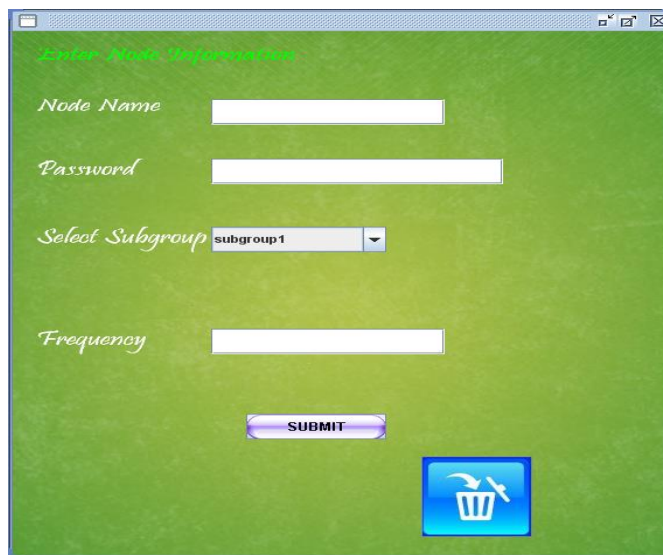 Enter Node Information
Node Name
Password
Select Subgroup subgroup1
Frequency
SUBMIT